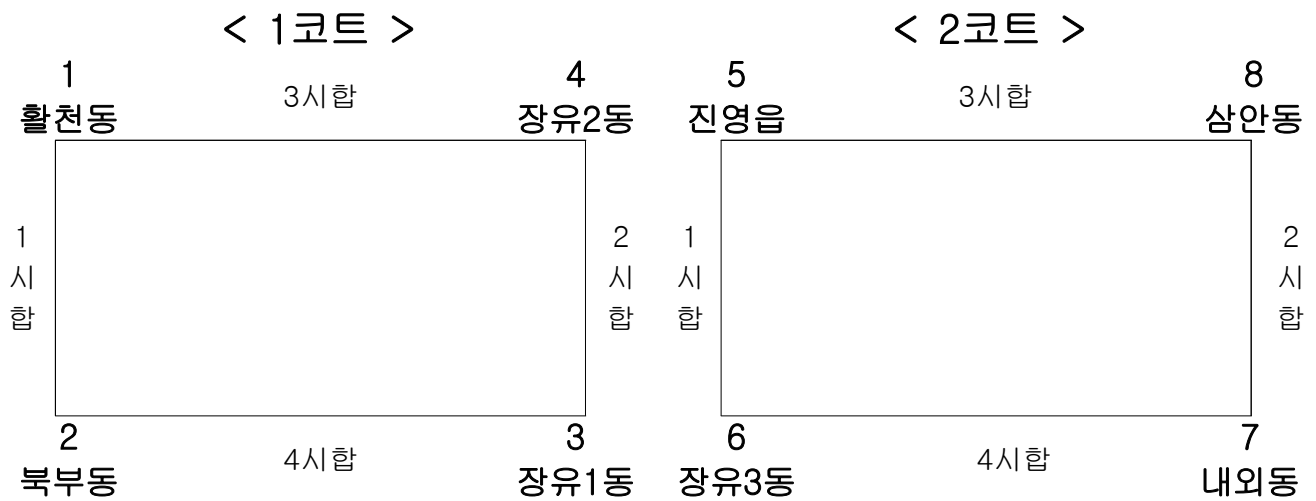 < 1코트 >
1
4
3시합
활천동
장유2동
1
시
합
2
시
합
2
3
4시합
북부동
장유1동
< 2코트 >
5
8
3시합
진영읍
삼안동
1
시
합
2
시
합
6
7
4시합
장유3동
내외동